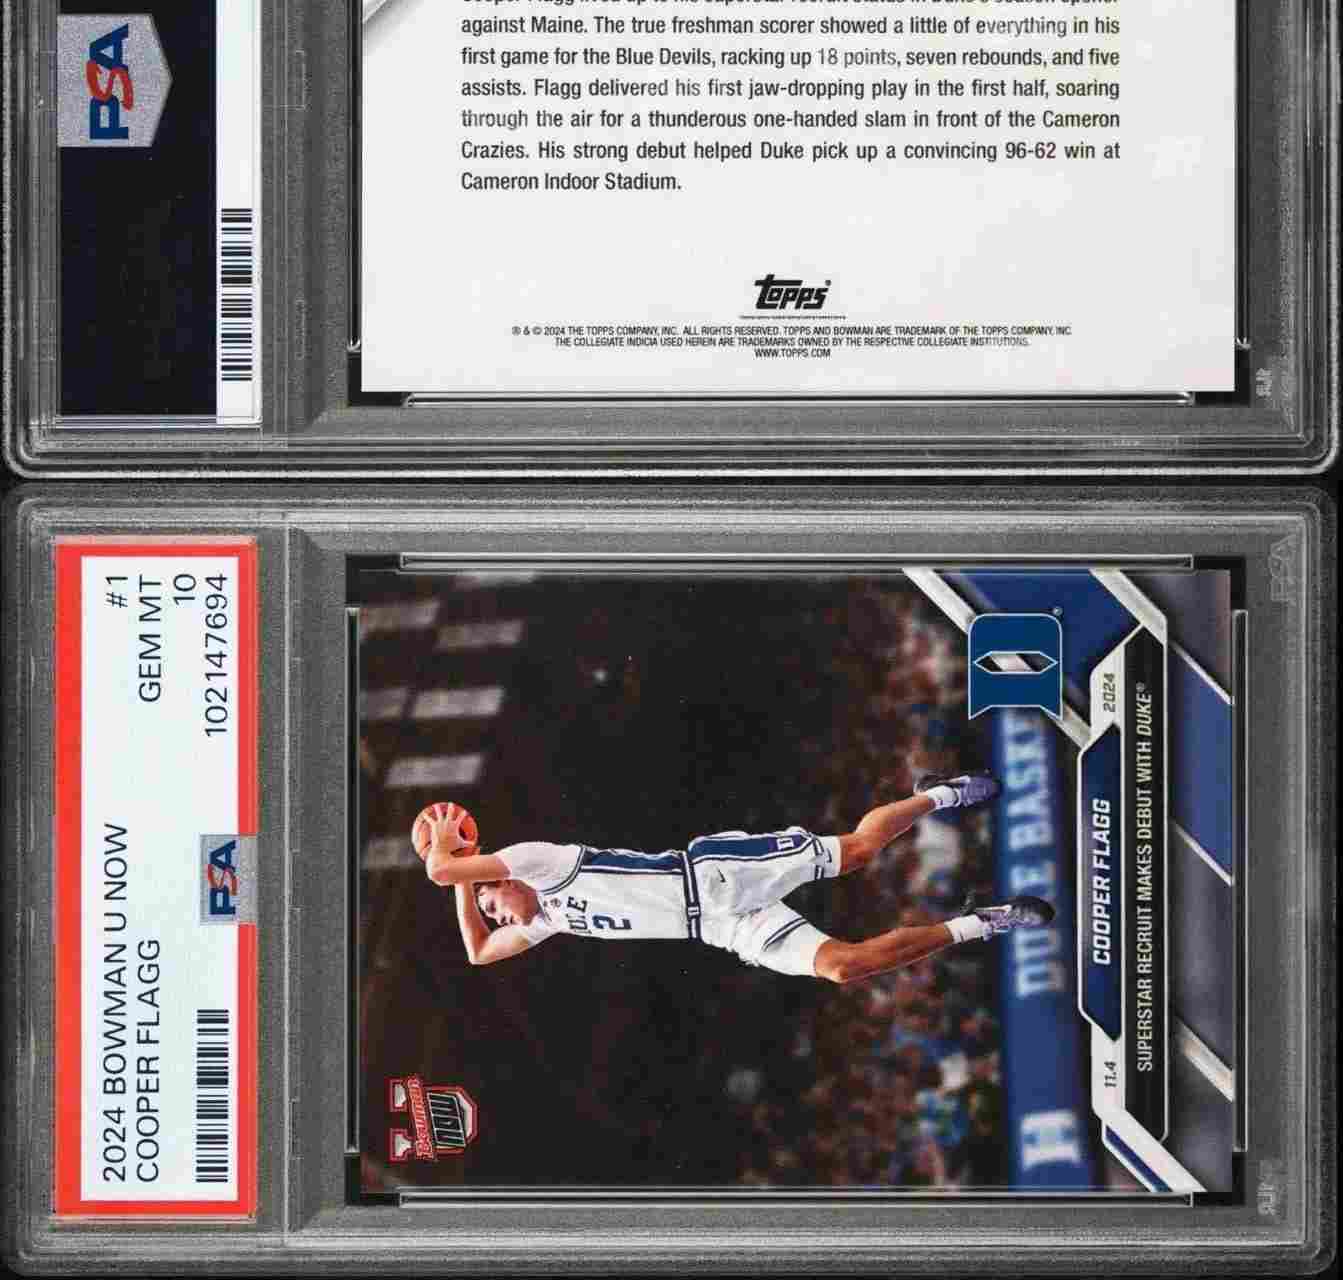 PSA
against Maine. The true freshman scorer showed a little of everything in his
first game for the Blue Devils, racking up 18 points, seven rebounds, and five
assists. Flagg delivered his first jaw-dropping play in the first half, soaring
through the air for a thunderous one-handed slam in front of the Cameron
Crazies. His strong debut helped Duke pick up a convincing 96-62 win at
Cameron Indoor Stadium.
topps
® & © 2024 THE TOPPS COMPANY, INC. ALL RIGHTS RESERVED. TOPPS AND BOWMAN ARE TRADEMARK OF THE TOPPS COMPANY, INC.
THE COLLEGIATE INDICIA USED HEREIN ARE TRADEMARKS OWNED BY THE RESPECTIVE COLLEGIATE INSTITUTIONS.
WWW.TOPPS.COM
2024 BOWMAN U NOW #1
COOPER FLAGG GEM MT
10
PSA
102147694
Bowman
NOW
DUKE
2
D®
DUKE BASK
H
11.4
COOPER FLAGG
2024
SUPERSTAR RECRUIT MAKES DEBUT WITH DUKE®